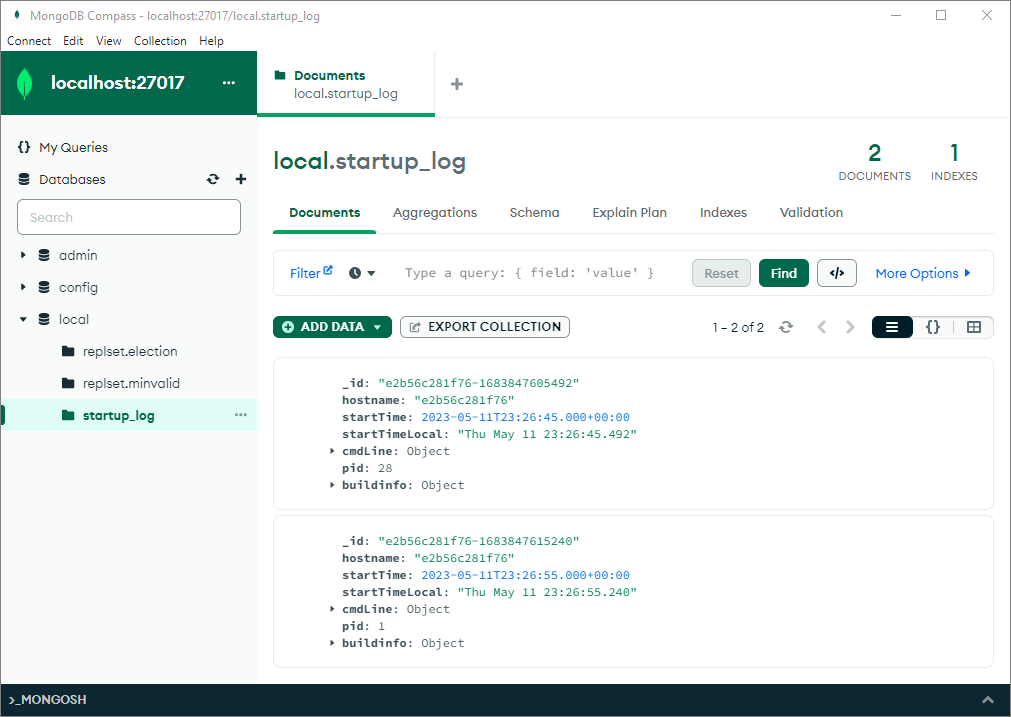 MongoDB Compass - localhost:27017/local.startup_log
Connect Edit View Collection Help
localhost:27017
Documents
local.startup_log
{} My Queries
Databases
Search
admin
config
local
replset.election
replset.minvalid
startup_log
local.startup_log
2
DOCUMENTS
1
INDEXES
Documents Aggregations Schema Explain Plan Indexes Validation
Filter Type a query: { field: 'value' } Reset Find </> More Options
ADD DATA EXPORT COLLECTION 1 – 2 of 2 {}
_id: "e2b56c281f76-1683847605492"
hostname: "e2b56c281f76"
startTime: 2023-05-11T23:26:45.000+00:00
startTimeLocal: "Thu May 11 23:26:45.492"
cmdLine: Object
pid: 28
buildinfo: Object
_id: "e2b56c281f76-1683847615240"
hostname: "e2b56c281f76"
startTime: 2023-05-11T23:26:55.000+00:00
startTimeLocal: "Thu May 11 23:26:55.240"
cmdLine: Object
pid: 1
buildinfo: Object
>_MONGOSH